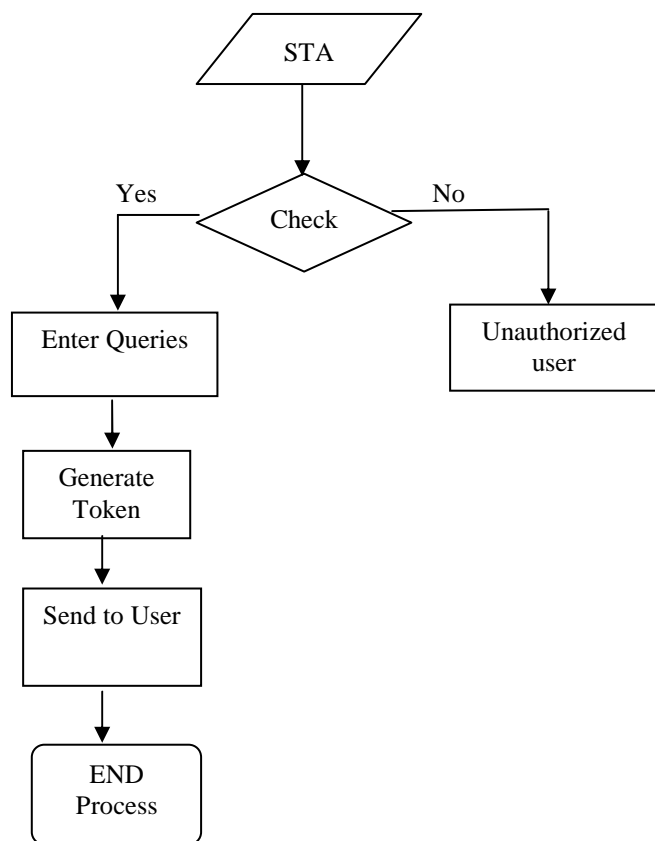 STA
Yes
No
Check
Enter Queries
Unauthorized
user
Generate
Token
Send to User
END
Process